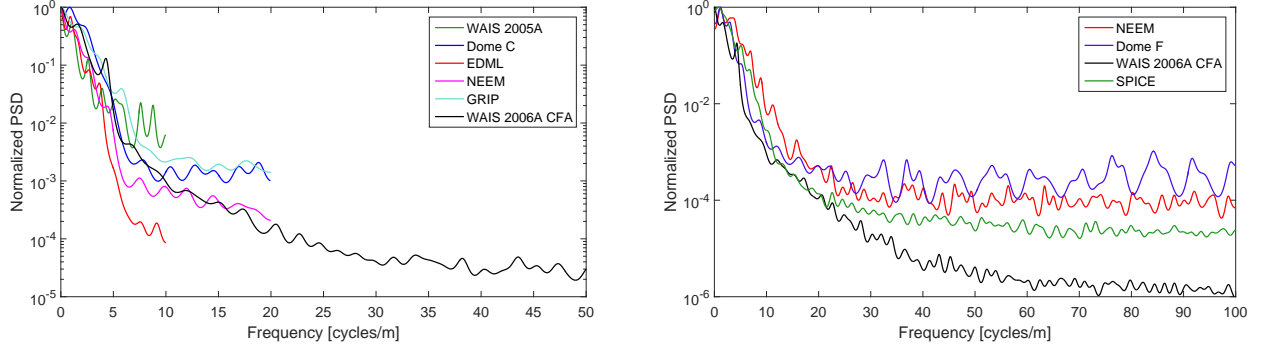 Normalized PSD
10^0
10^-1
10^-2
10^-3
10^-4
10^-5
0 5 10 15 20 25 30 35 40 45 50
Frequency [cycles/m]
WAIS 2005A
Dome C
EDML
NEEM
GRIP
WAIS 2006A CFA
Normalized PSD
10^0
10^-2
10^-4
10^-6
0 10 20 30 40 50 60 70 80 90 100
Frequency [cycles/m]
NEEM
Dome F
WAIS 2006A CFA
SPICE